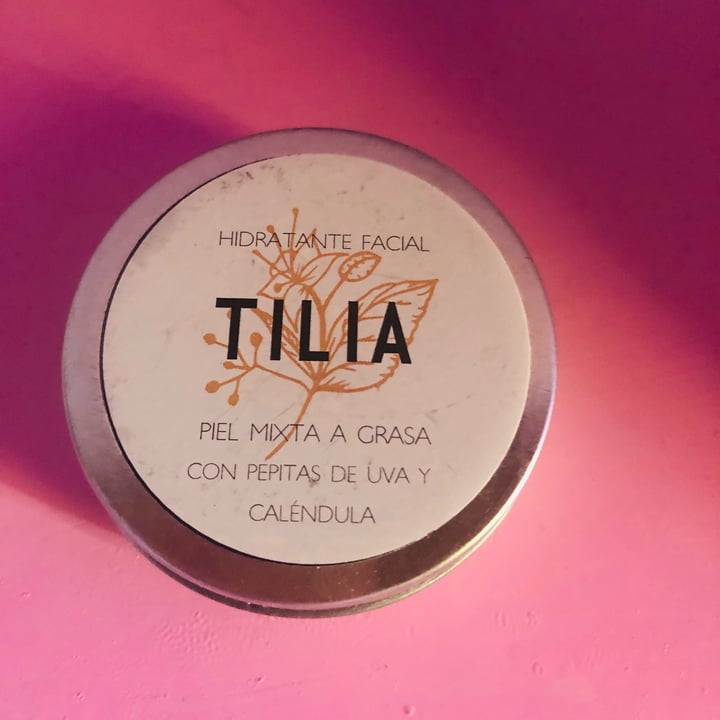 HIDRATANTE FACIAL
TILIA
PIEL MIXTA A GRASA
CON PEPITAS DE UVA Y
CALÉNDULA